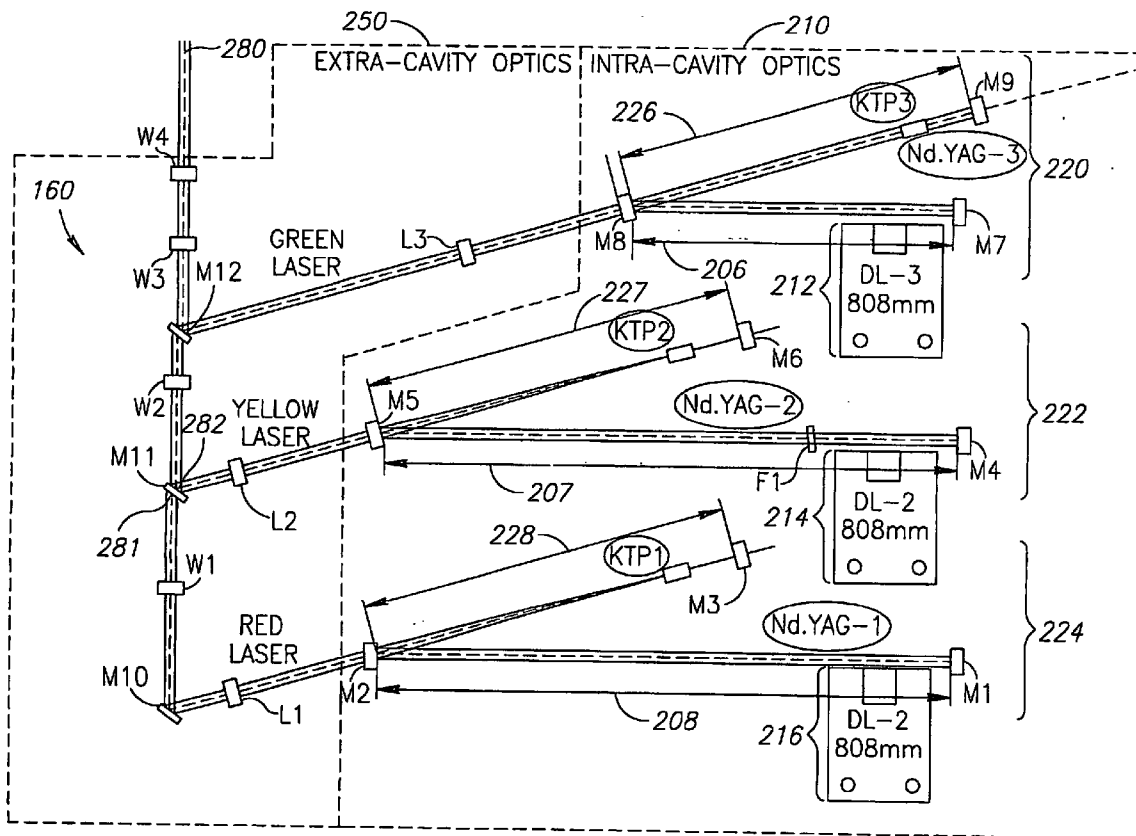 250
210
280
EXTRA-CAVITY OPTICS
INTRA-CAVITY OPTICS
M9
KTP3
226
W4
Nd.YAG-3
220
160
M8
M7
GREEN
LASER
L3
W3
M12
206
DL-3
808mm
212
227
KTP2
M6
W2
M5
Nd.YAG-2
222
YELLOW
LASER
282
M11
M4
F1
207
L2
DL-2
808mm
214
281
228
KTP1
W1
M3
Nd.YAG-1
224
RED
LASER
M10
M2
M1
L1
208
DL-2
808mm
216